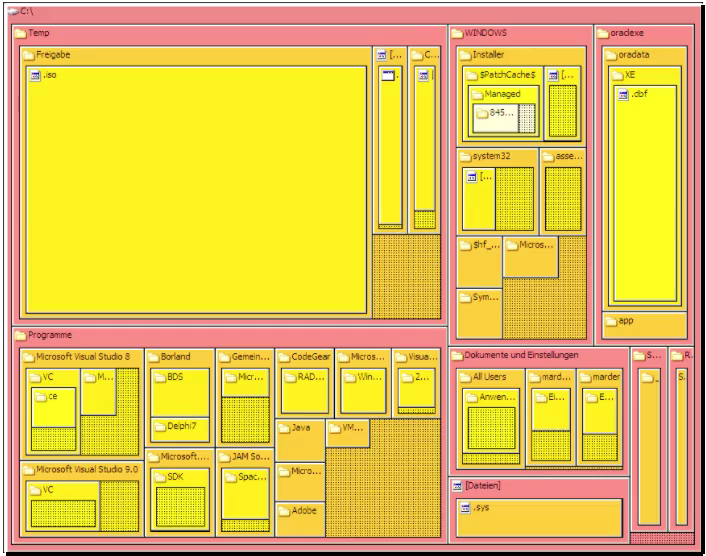 C:\
Temp
Freigabe
.iso
[...
.
C...
[...
WINDOWS
Installer
$PatchCache$
Managed
845...
[...
system32
[...
asse...
$hf_...
Micros...
Sym...
oraclexe
oradata
XE
.dbf
app
Programme
Microsoft Visual Studio 8
VC
ce
M...
Microsoft Visual Studio 9.0
VC
Borland
BDS
Delphi7
Microsoft....
SDK
Gemein...
Micr...
JAM So...
Spac...
CodeGear
RAD...
Micros...
Win...
Visua...
2...
Java
VM...
Micro...
Adobe
Dokumente und Einstellungen
All Users
Anwen...
mard...
Ei...
marder
E...
[Dateien]
.sys
S...
R.
S.